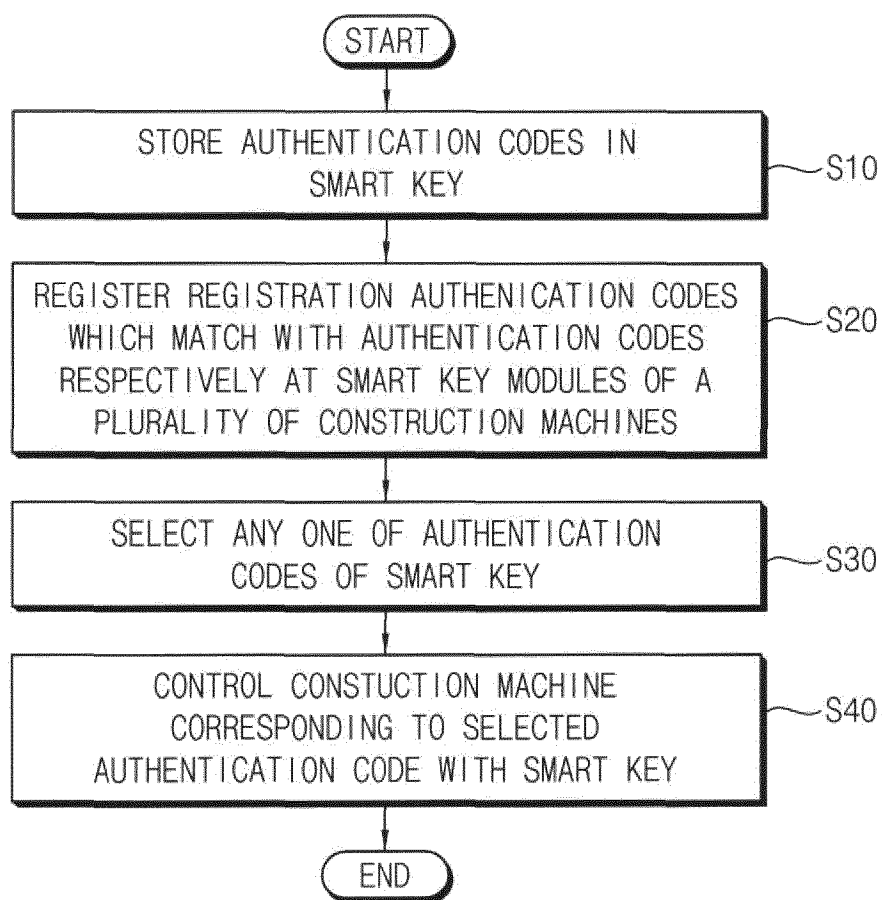 START
STORE AUTHENTICATION CODES IN
SMART KEY
S10
REGISTER REGISTRATION AUTHENICATION CODES
WHICH MATCH WITH AUTHENTICATION CODES
RESPECTIVELY AT SMART KEY MODULES OF A
PLURALITY OF CONSTRUCTION MACHINES
S20
SELECT ANY ONE OF AUTHENTICATION
CODES OF SMART KEY
S30
CONTROL CONSTUCTION MACHINE
CORRESPONDING TO SELECTED
AUTHENTICATION CODE WITH SMART KEY
S40
END